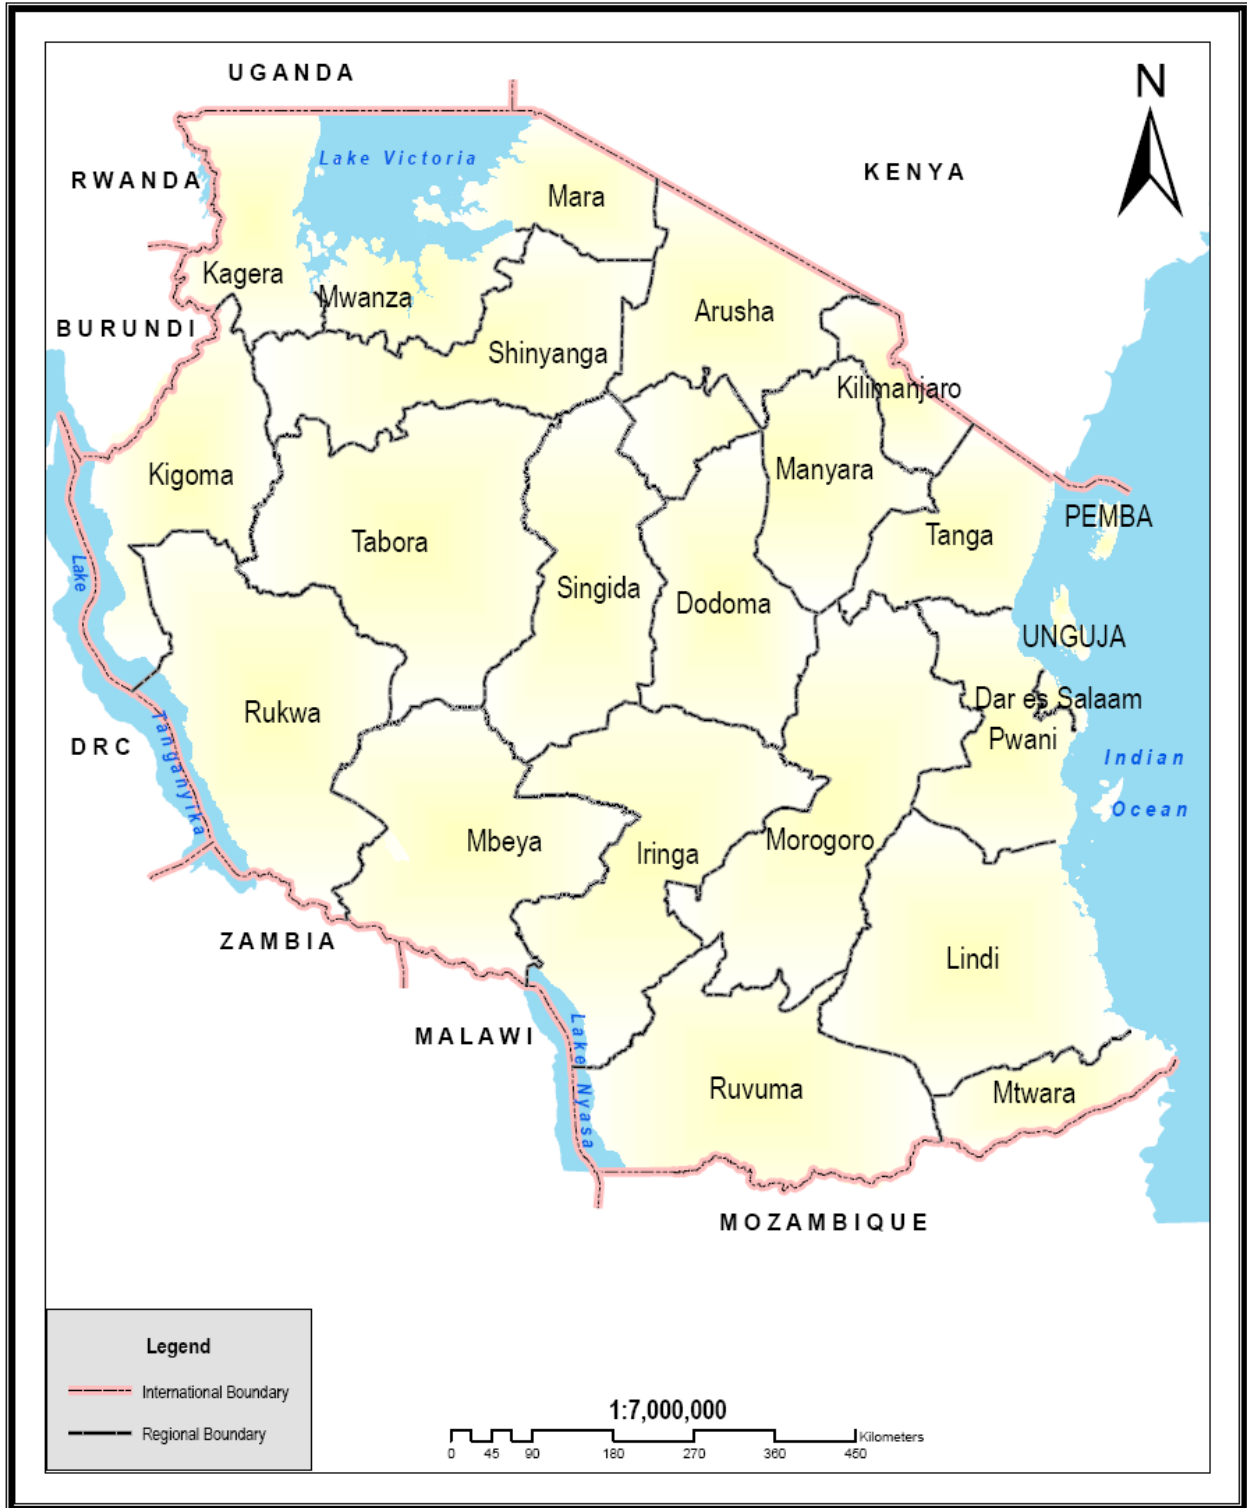 UGANDA
N
Lake Victoria
KENYA
RWANDA
Mara
Kagera
Mwanza
Arusha
BURUNDI
Shinyanga
Kilimanjaro
Kigoma
Manyara
PEMBA
Tabora
Tanga
Lake
Singida
Dodoma
UNGUJA
Dar es Salaam
Rukwa
DRC
Tanganyika
Pwani
Indian
Ocean
Mbeya
Iringa
Morogoro
ZAMBIA
Lindi
MALAWI
Lake Nyasa
Ruvuma
Mtwara
MOZAMBIQUE
Legend
International Boundary
Regional Boundary
1:7,000,000
Kilometers
0 45 90 180 270 360 450